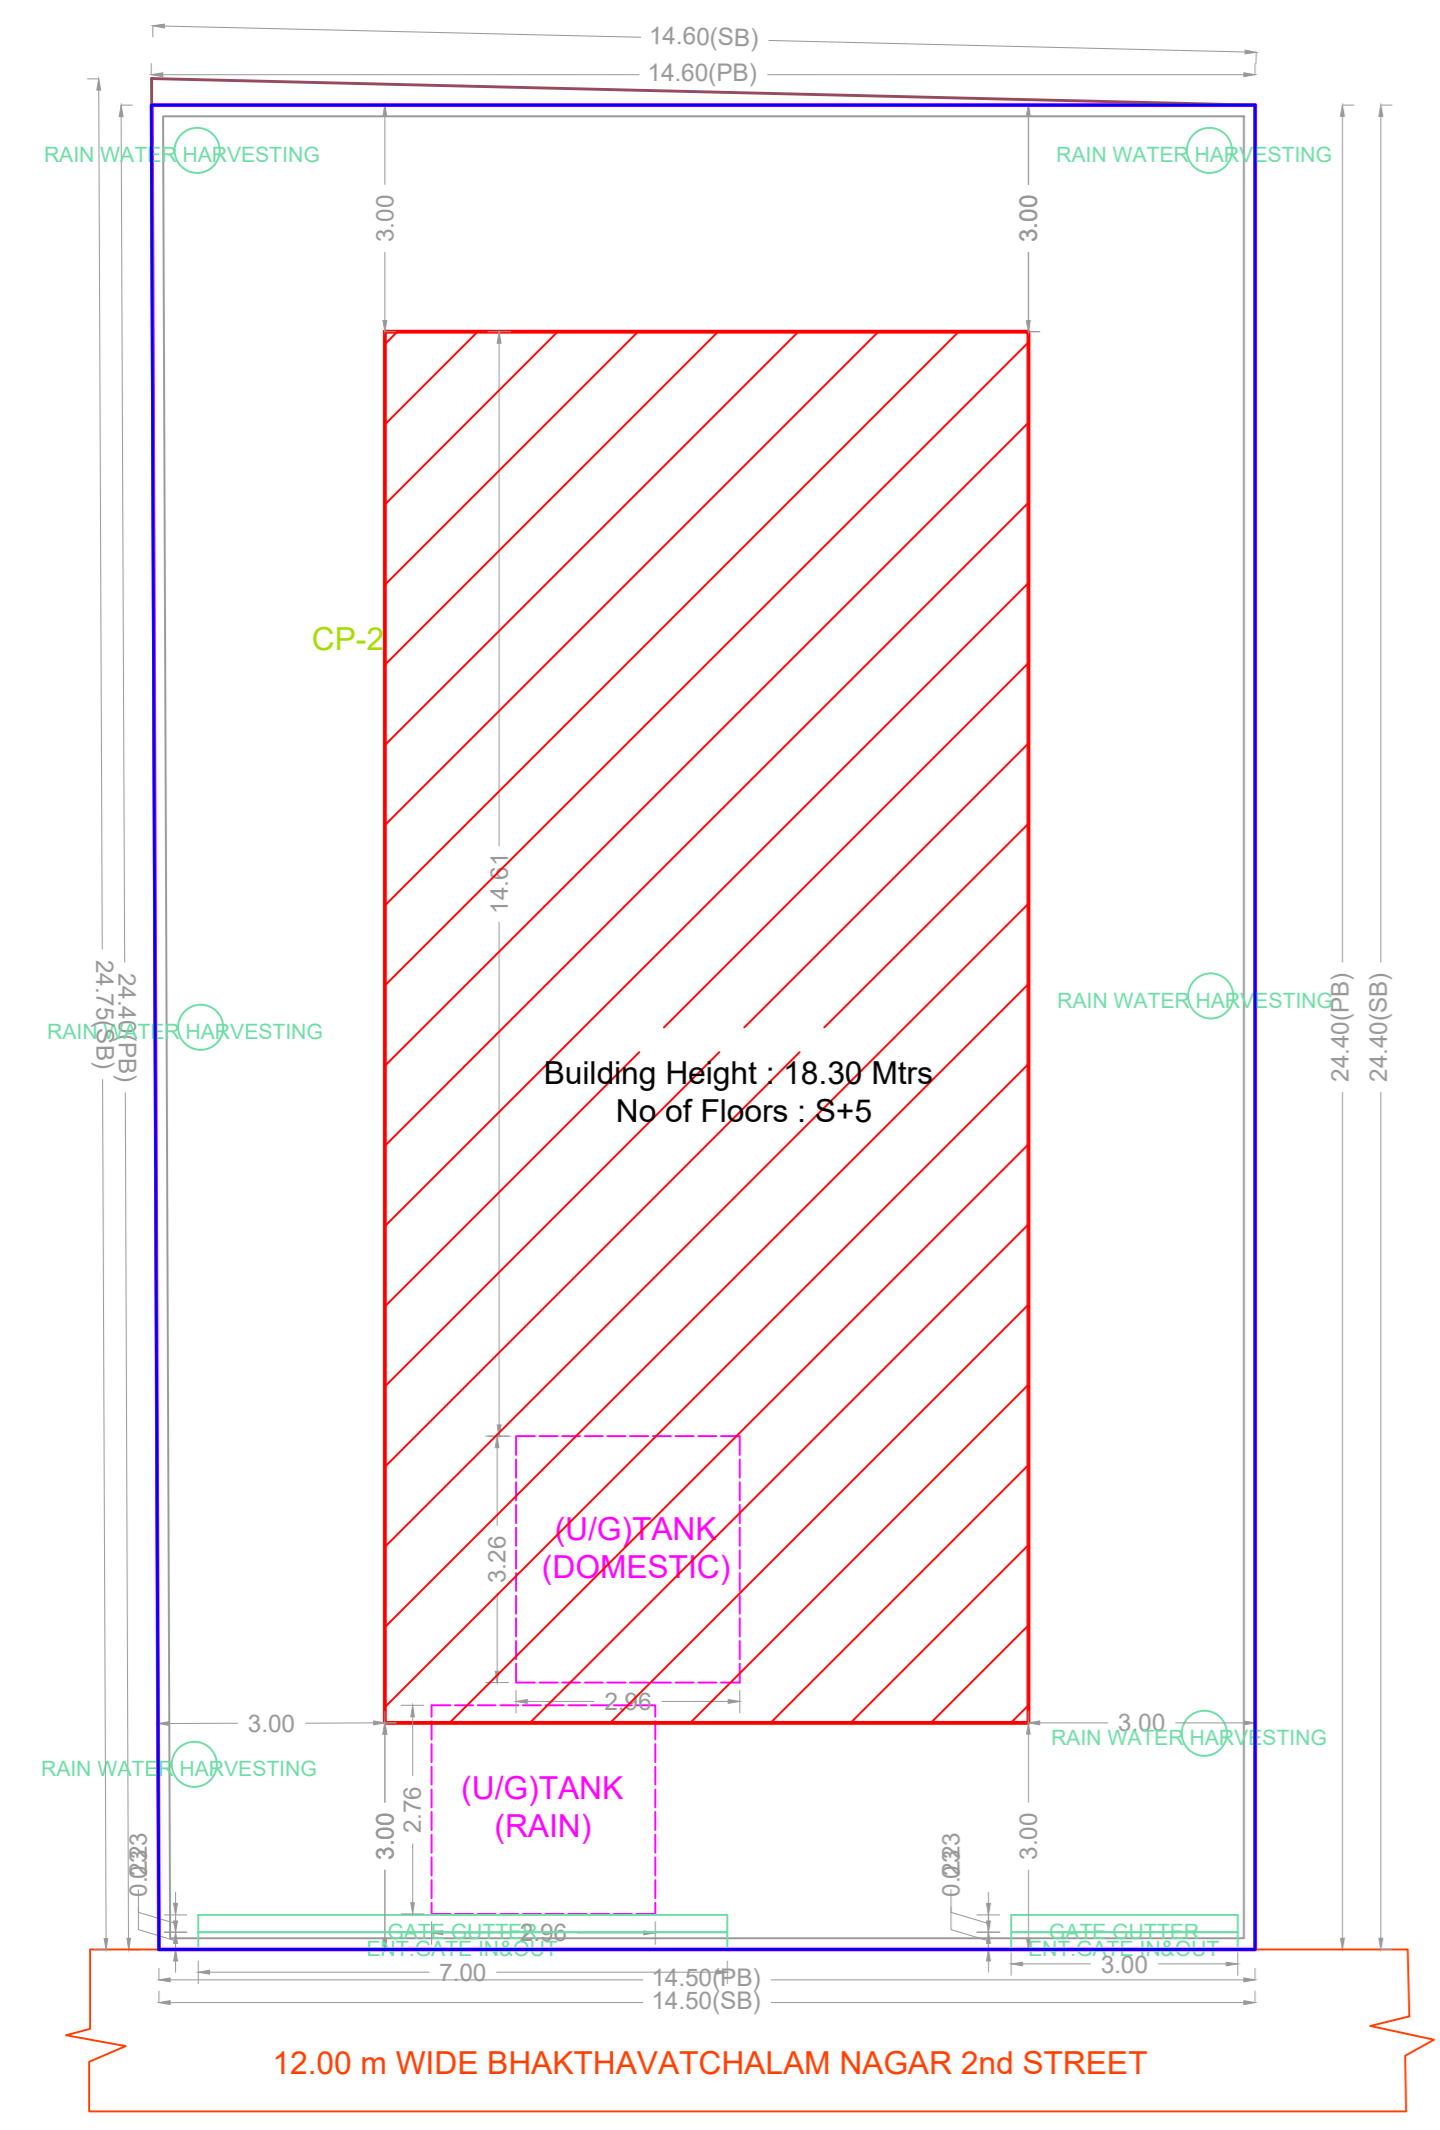 14.60(SB)
14.60(PB)
RAIN WATER HARVESTING
RAIN WATER HARVESTING
3.00
3.00
CP-2
14.61
24.75(SB)
24.40(PB)
24.40(PB)
24.40(SB)
RAIN WATER HARVESTING
RAIN WATER HARVESTING
Building Height : 18.30 Mtrs
No of Floors : S+5
(U/G)TANK
(DOMESTIC)
3.26
2.96
3.00
3.00
RAIN WATER HARVESTING
RAIN WATER HARVESTING
(U/G)TANK
(RAIN)
2.76
3.00
3.00
GATE GUTTER
2.96
ENT.GATE IN&OUT
GATE GUTTER
ENT.GATE IN&OUT
7.00
3.00
14.50(PB)
14.50(SB)
12.00 m WIDE BHAKTHAVATCHALAM NAGAR 2nd STREET